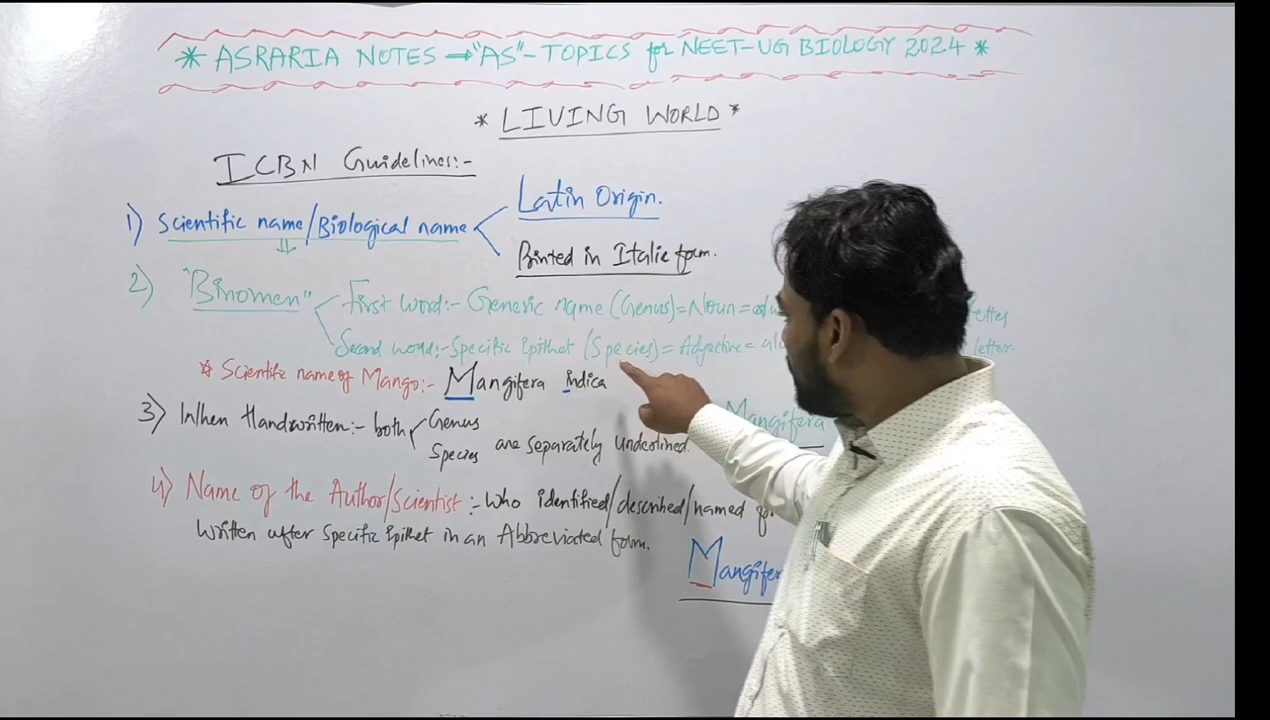 * ASRARIA NOTES → "AS" - TOPICS for NEET-UG BIOLOGY 2024 *
* LIVING WORLD *
ICBN Guidelines:-
1) Scientific name/Biological name
Latin Origin.
Printed in Italic form.
2) "Binomen"
First word:- Generic name (Genus) = Noun =
letter
Second word:- Specific Epithet (Species) = Adjective =
letter.
* Scientific name of Mango:- Mangifera indica
3) When Handwritten:- both
Genus
Species
are separately underlined.
Mangifera
4) Name of the Author/Scientist:- who identified/described/named
Written after Specific Epithet in an Abbreviated form.